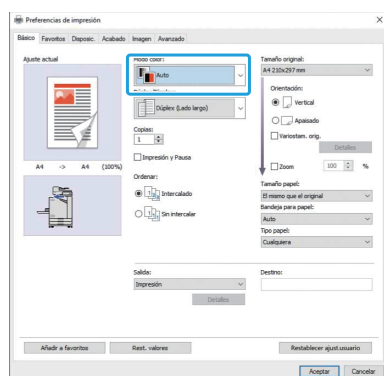 Preferencias de impresión
Básico Favoritos Disposic. Acabado Imagen Avanzado
Ajuste actual
A4 -> A4 (100%)
Modo color:
Auto
Dúplex (Lado largo)
Copias:
1
Impresión y Pausa
Ordenar:
Intercalado
Sin intercalar
Tamaño original:
A4 210x297 mm
Orientación:
Vertical
Apaisado
Variostam. orig.
Detalles
Zoom 100 %
Tamaño papel:
El mismo que el original
Bandeja para papel:
Auto
Tipo papel:
Cualquiera
Salida:
Impresión
Detalles
Destino:
Añadir a favoritos Rest. valores Restablecer ajust.usuario
Aceptar Cancelar